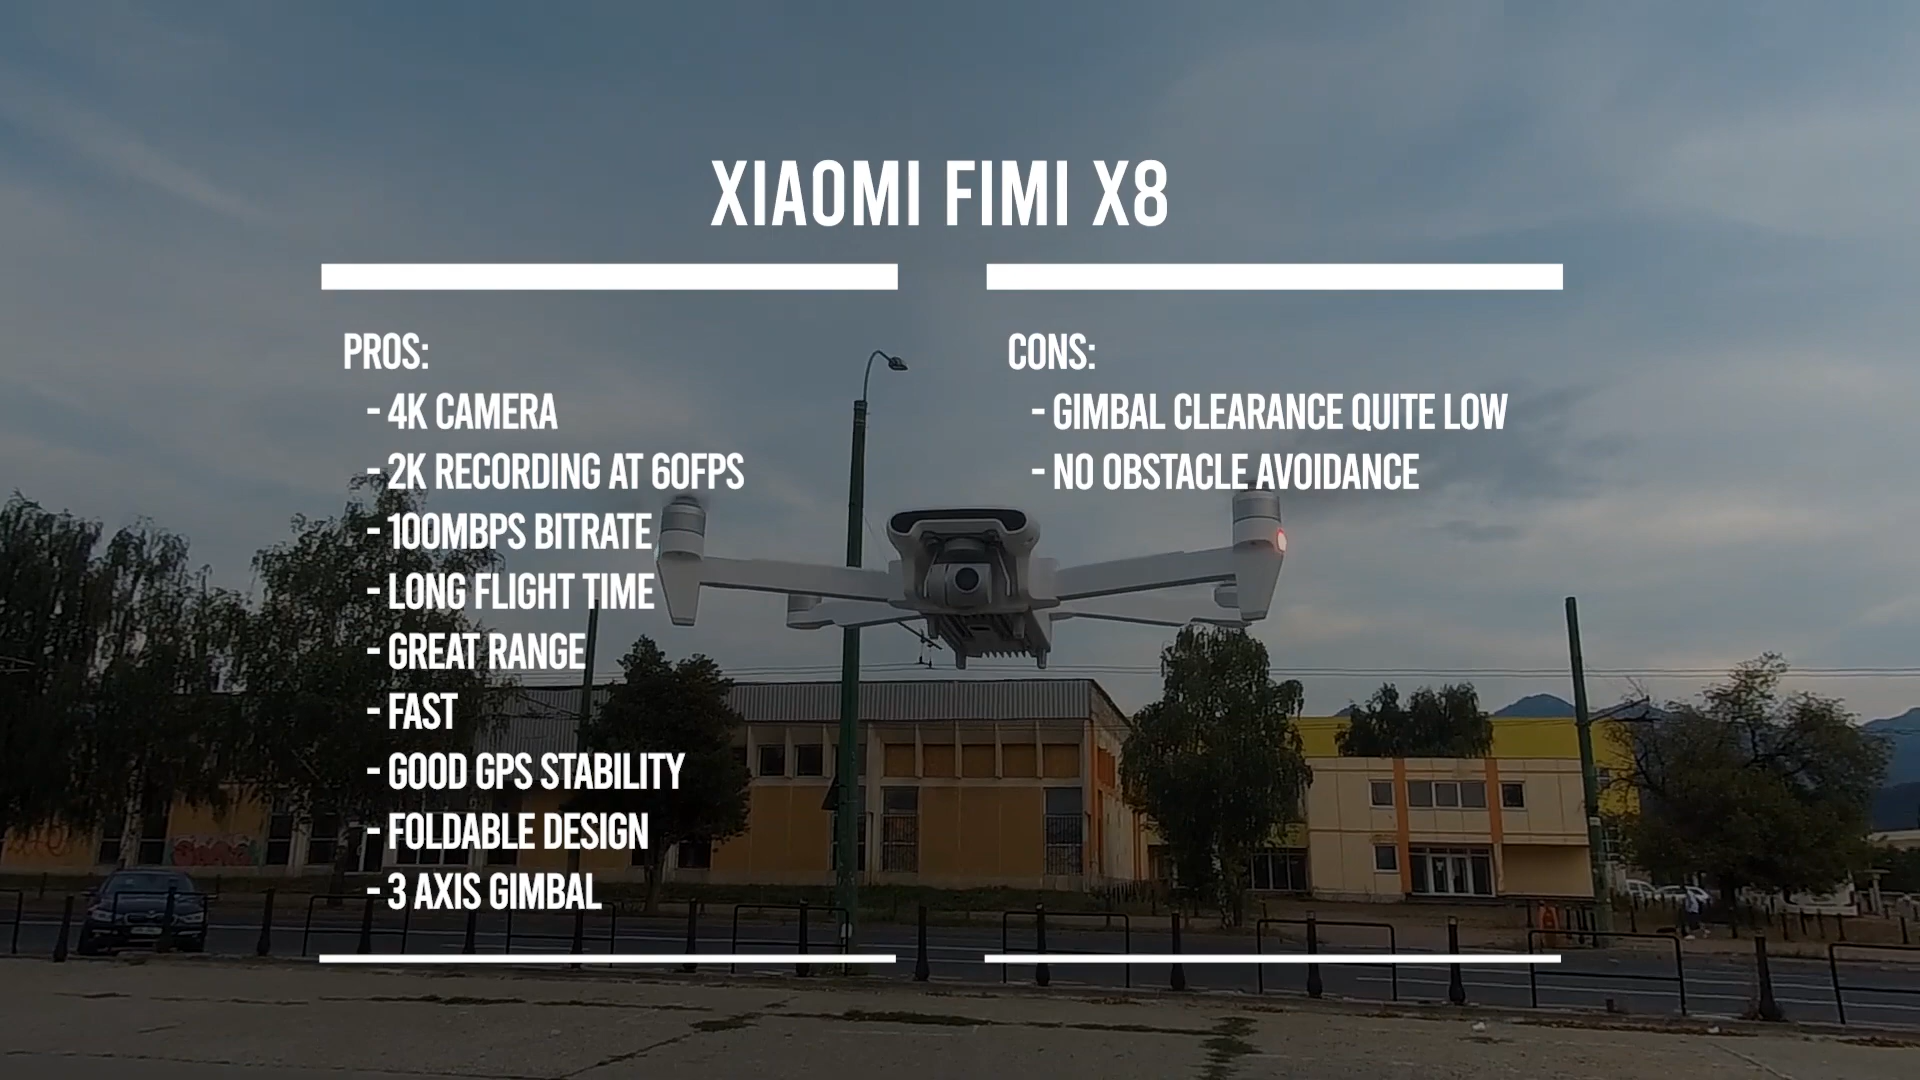 XIAOMI FIMI X8
PROS:
- 4K CAMERA
- 2K RECORDING AT 60FPS
- 100MBPS BITRATE
- LONG FLIGHT TIME
- GREAT RANGE
- FAST
- GOOD GPS STABILITY
- FOLDABLE DESIGN
- 3 AXIS GIMBAL
CONS:
- GIMBAL CLEARANCE QUITE LOW
- NO OBSTACLE AVOIDANCE